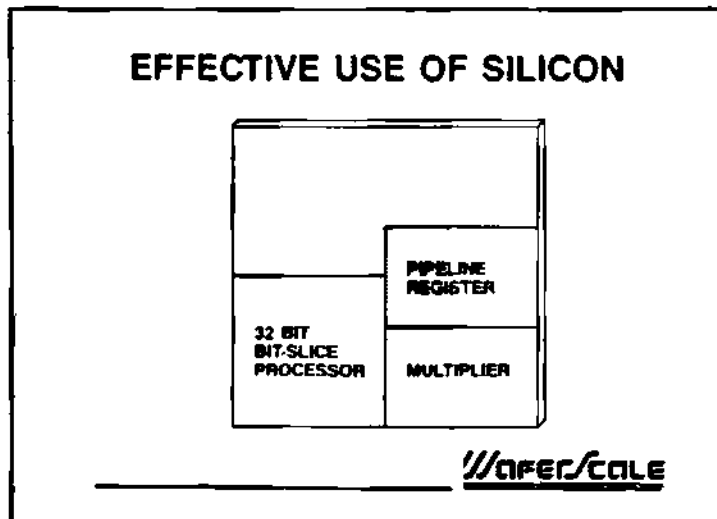 EFFECTIVE USE OF SILICON
PIPELINE
REGISTER
32 BIT
BIT-SLICE
PROCESSOR
MULTIPLIER
WAFERSCALE